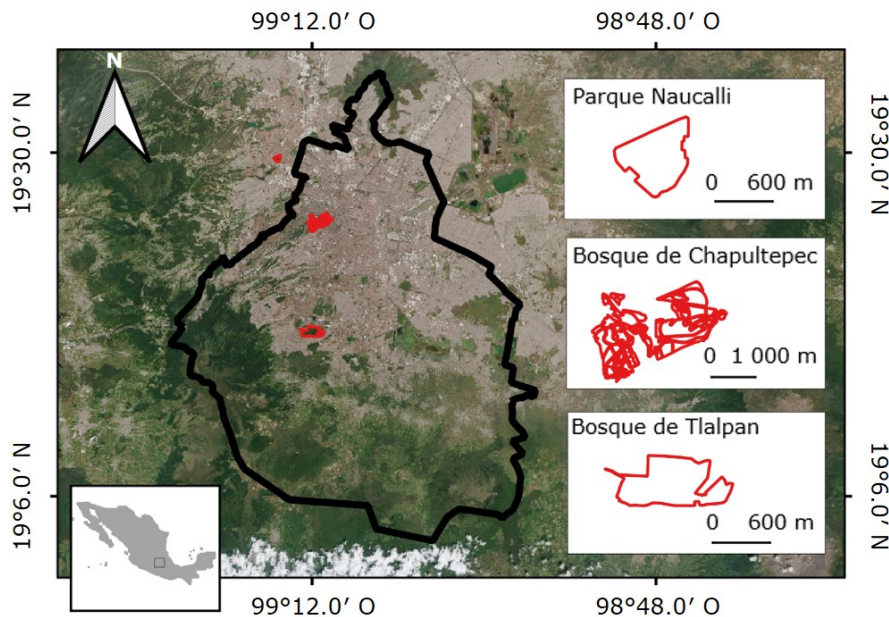 99°12.0′ O
98°48.0′ O
N
19°30.0′ N
19°30.0′ N
Parque Naucalli
0 600 m
Bosque de Chapultepec
0 1 000 m
Bosque de Tlalpan
0 600 m
19°6.0′ N
19°6.0′ N
99°12.0′ O
98°48.0′ O